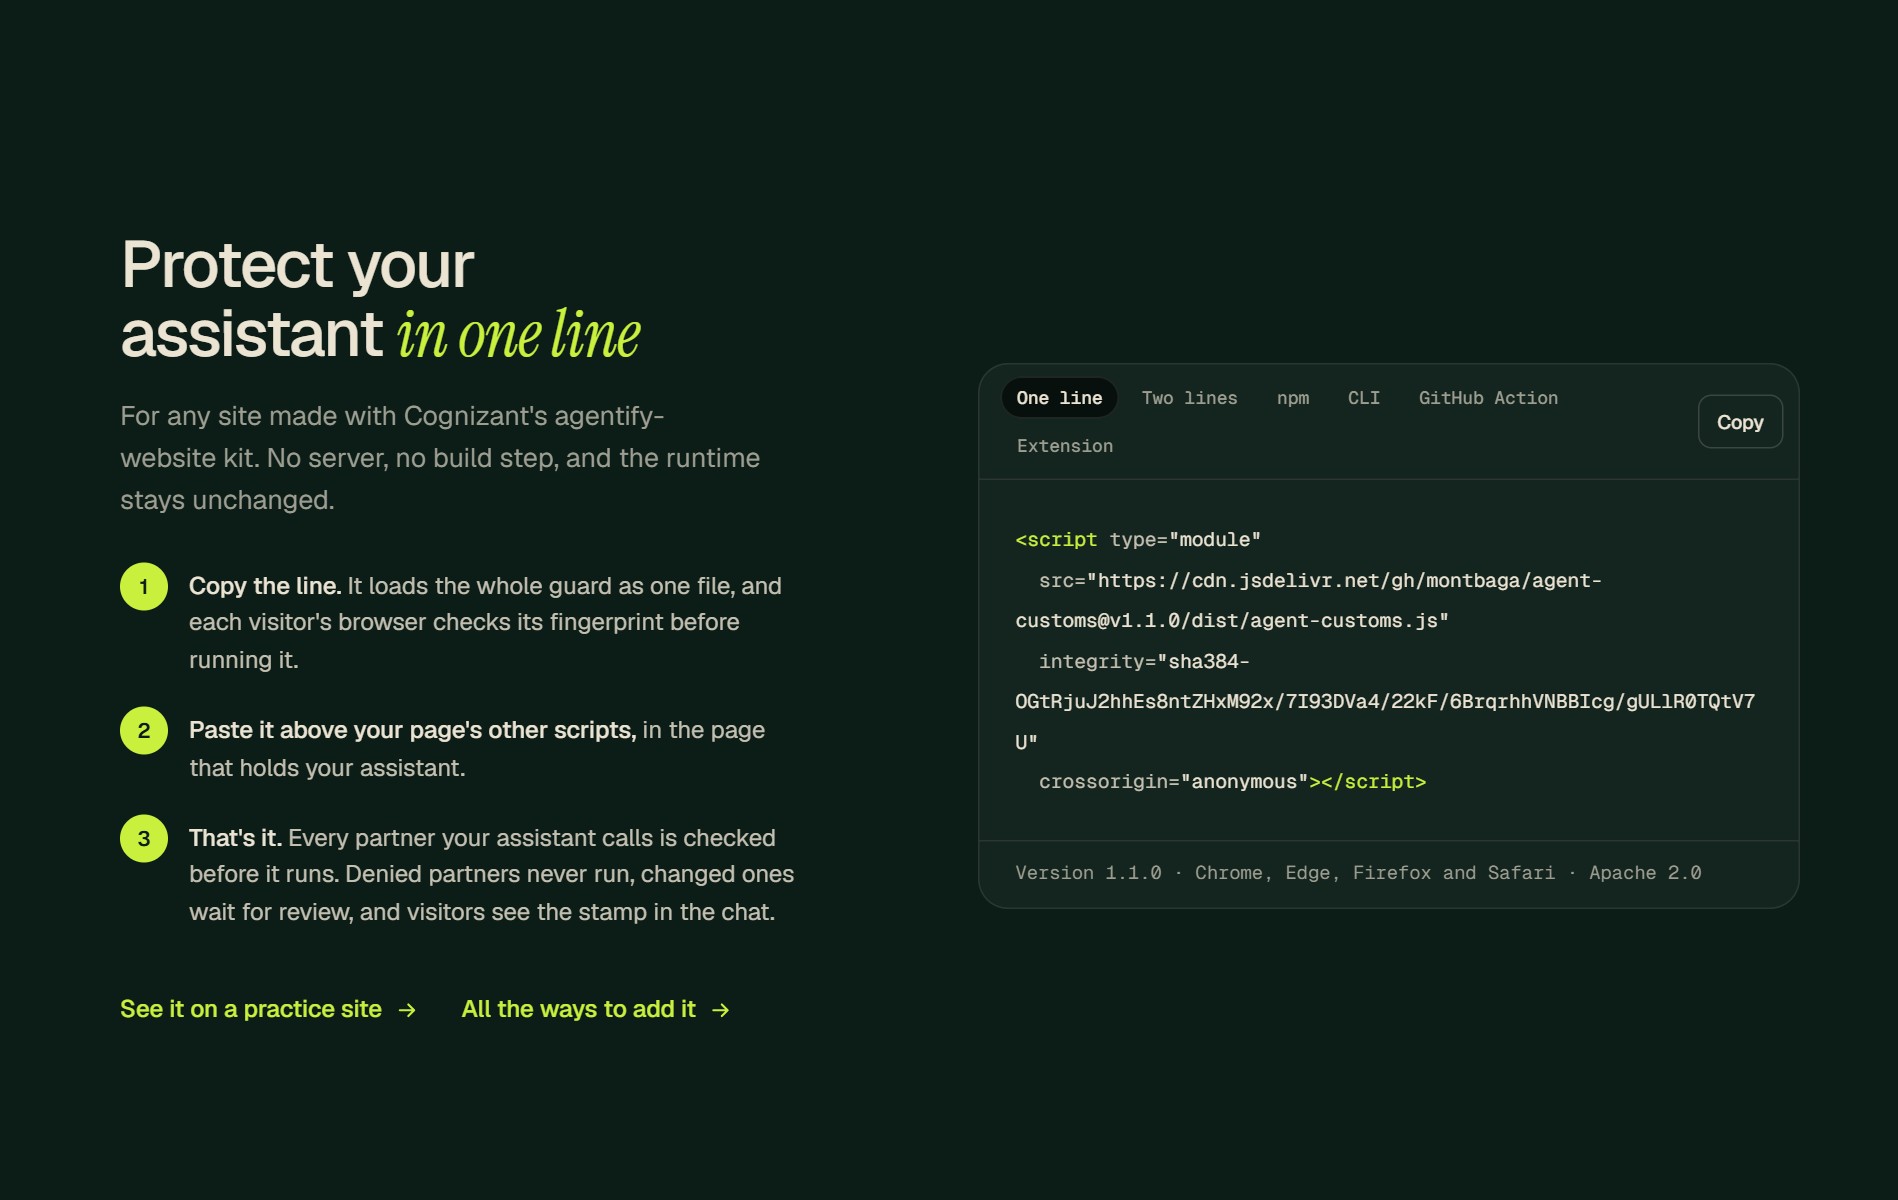 Protect your
assistant in one line
For any site made with Cognizant's agentify-
website kit. No server, no build step, and the runtime
stays unchanged.
1
Copy the line. It loads the whole guard as one file, and
each visitor's browser checks its fingerprint before
running it.
2
Paste it above your page's other scripts, in the page
that holds your assistant.
3
That's it. Every partner your assistant calls is checked
before it runs. Denied partners never run, changed ones
wait for review, and visitors see the stamp in the chat.
See it on a practice site → All the ways to add it →
One line Two lines npm CLI GitHub Action
Extension
Copy
<script type="module"
src="https://cdn.jsdelivr.net/gh/montbaga/agent-
customs@v1.1.0/dist/agent-customs.js"
integrity="sha384-
OGtRjuJ2hhEs8ntZHxM92x/7I93DVa4/22kF/6BrqrhhVNBBIcg/gULlR0TQtV7
U"
crossorigin="anonymous"></script>
Version 1.1.0 · Chrome, Edge, Firefox and Safari · Apache 2.0